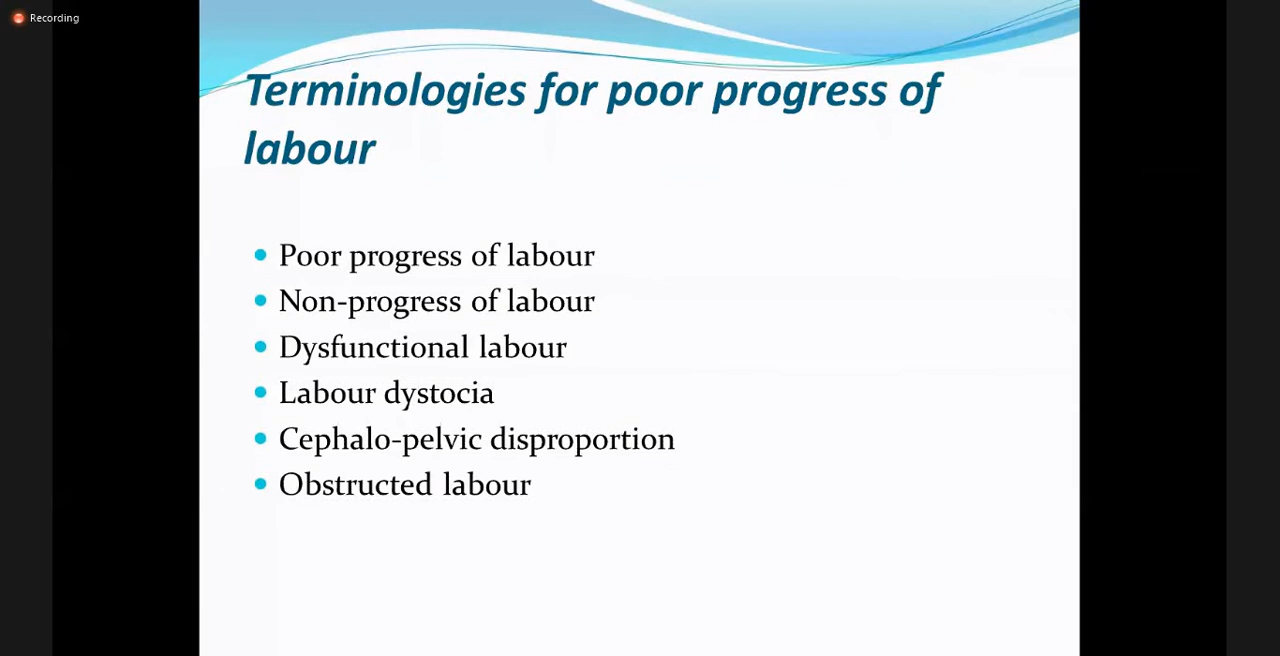 Recording
Terminologies for poor progress of
labour
• Poor progress of labour
• Non-progress of labour
• Dysfunctional labour
• Labour dystocia
• Cephalo-pelvic disproportion
• Obstructed labour